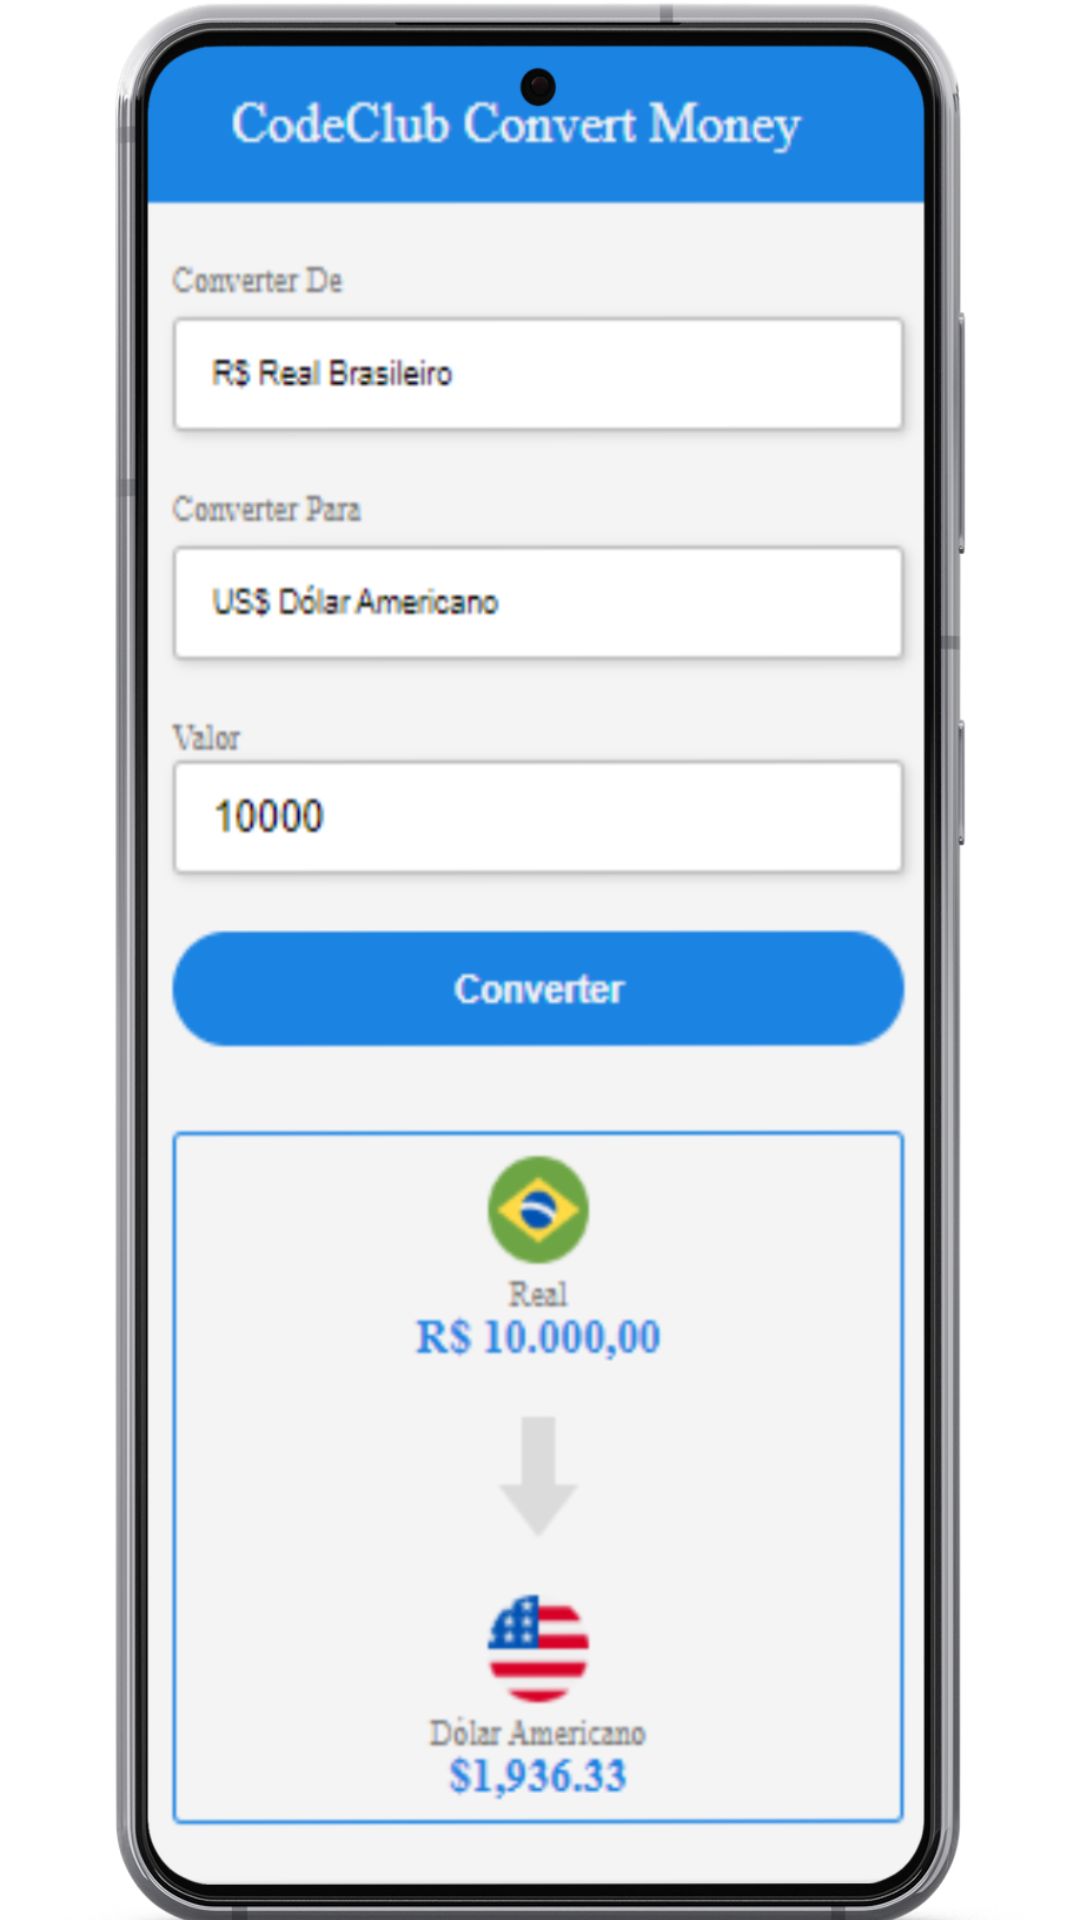 CodeClub Convert Money
Converter De
R$ Real Brasileiro
Converter Para
US$ Dólar Americano
Valor
10000
Converter
Real
R$ 10.000,00
Dólar Americano
$1,936.33